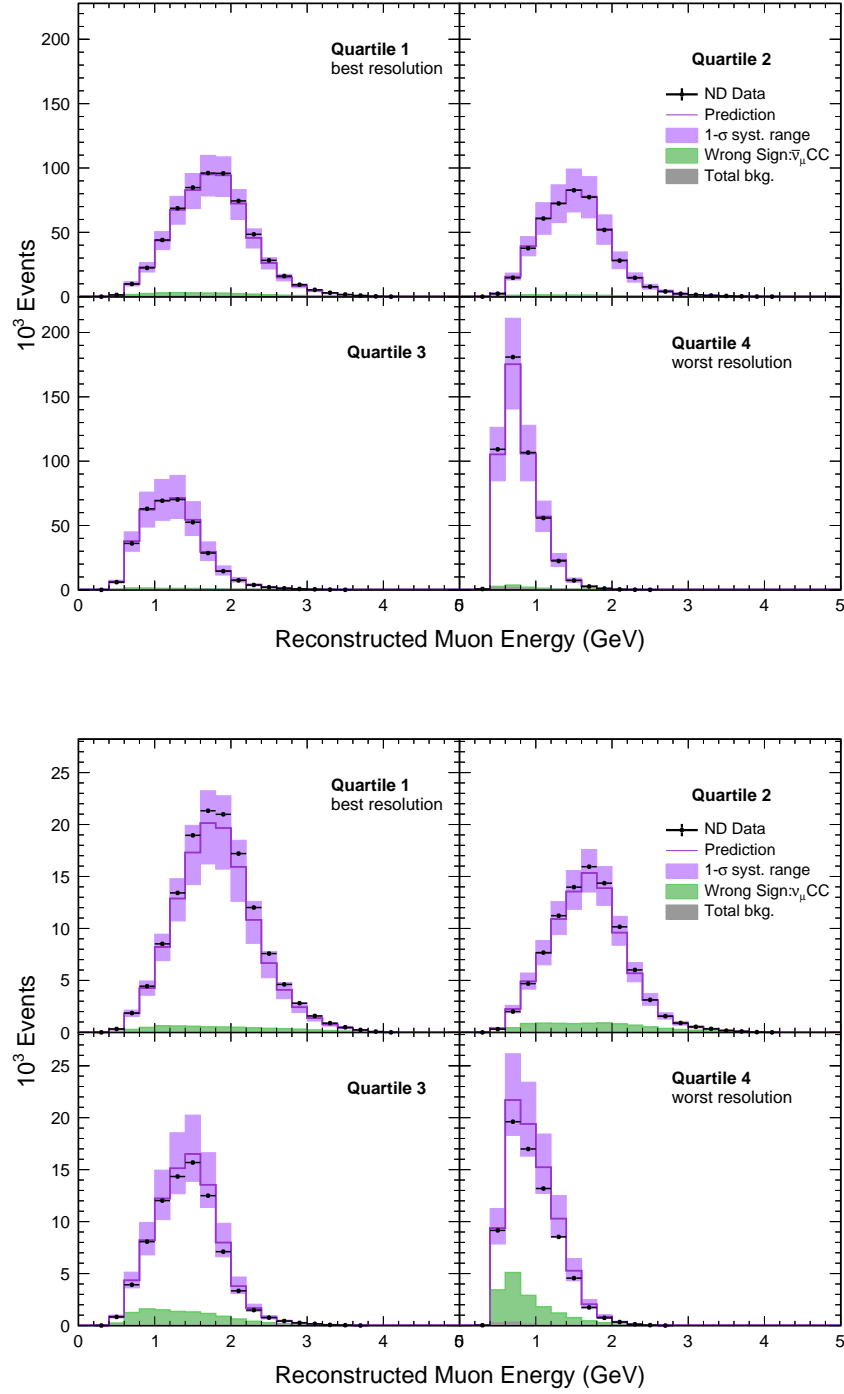 Quartile 1
best resolution
Quartile 2
ND Data
Prediction
1-σ syst. range
Wrong Sign:ν̅μCC
Total bkg.
200
150
100
50
0
10³ Events
Quartile 3
Quartile 4
worst resolution
200
150
100
50
0
0 1 2 3 4 5
0 1 2 3 4 5
Reconstructed Muon Energy (GeV)
Quartile 1
best resolution
Quartile 2
ND Data
Prediction
1-σ syst. range
Wrong Sign:νμCC
Total bkg.
25
20
15
10
5
0
10³ Events
Quartile 3
Quartile 4
worst resolution
25
20
15
10
5
0
0 1 2 3 4 5
0 1 2 3 4 5
Reconstructed Muon Energy (GeV)